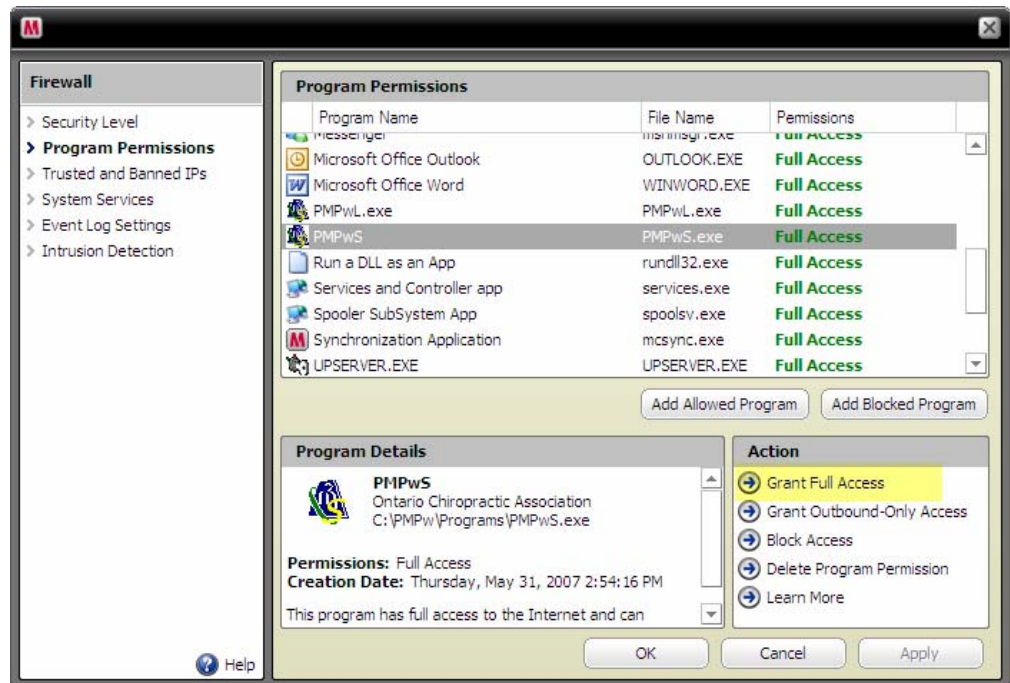 Firewall
> Security Level
> Program Permissions
> Trusted and Banned IPs
> System Services
> Event Log Settings
> Intrusion Detection
Help
Program Permissions
Program Name File Name Permissions
Messenger msnmsgr.exe Full Access
Microsoft Office Outlook OUTLOOK.EXE Full Access
Microsoft Office Word WINWORD.EXE Full Access
PMPwL.exe PMPwL.exe Full Access
PMPwS PMPwS.exe Full Access
Run a DLL as an App rundll32.exe Full Access
Services and Controller app services.exe Full Access
Spooler SubSystem App spoolsv.exe Full Access
Synchronization Application mcsync.exe Full Access
UPSERVER.EXE UPSERVER.EXE Full Access
Add Allowed Program Add Blocked Program
Program Details
PMPwS
Ontario Chiropractic Association
C:\PMPw\Programs\PMPwS.exe
Permissions: Full Access
Creation Date: Thursday, May 31, 2007 2:54:16 PM
This program has full access to the Internet and can
Action
Grant Full Access
Grant Outbound-Only Access
Block Access
Delete Program Permission
Learn More
OK Cancel Apply